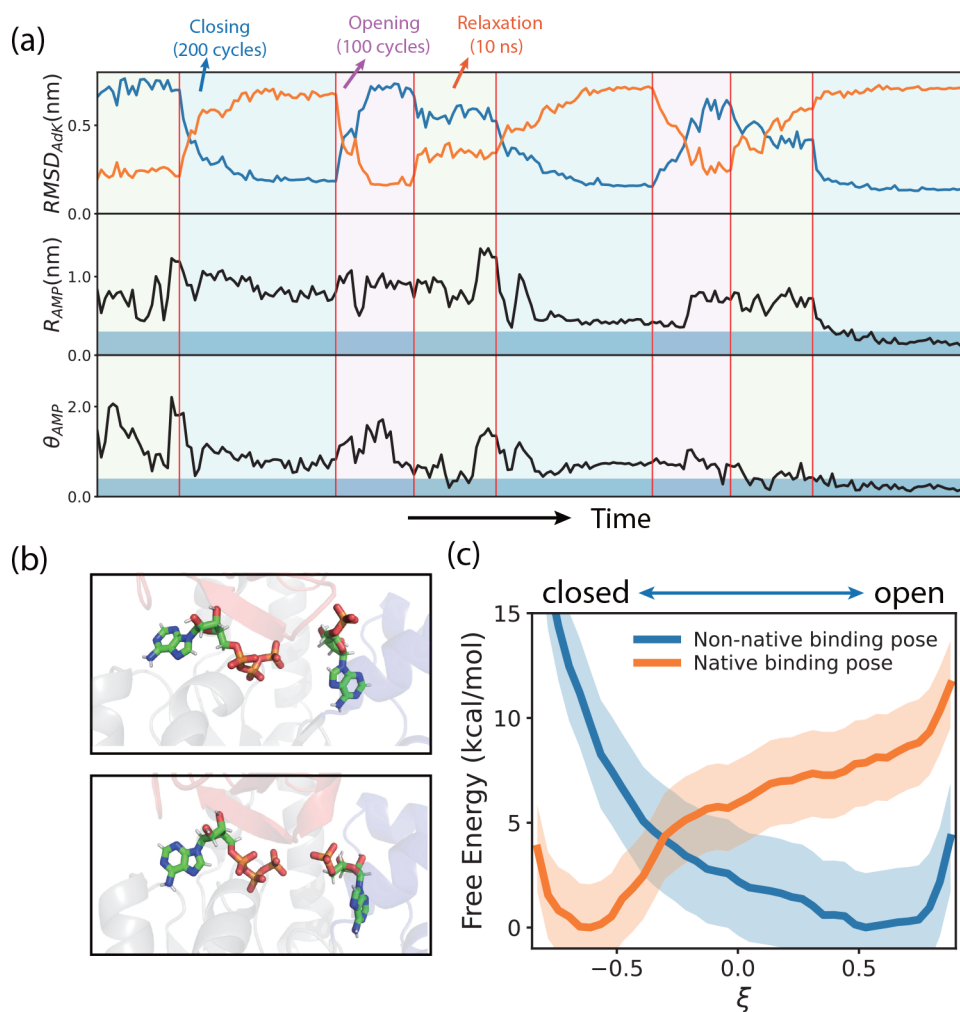 (a)
Closing
(200 cycles)
Opening
(100 cycles)
Relaxation
(10 ns)
RMSD_AdK(nm)
0.5
0.0
R_AMP(nm)
1.0
0.0
θ_AMP
2.0
0.0
Time
(b)
(c)
closed
open
Free Energy (kcal/mol)
15
10
5
0
Non-native binding pose
Native binding pose
−0.5
0.0
0.5
ξ